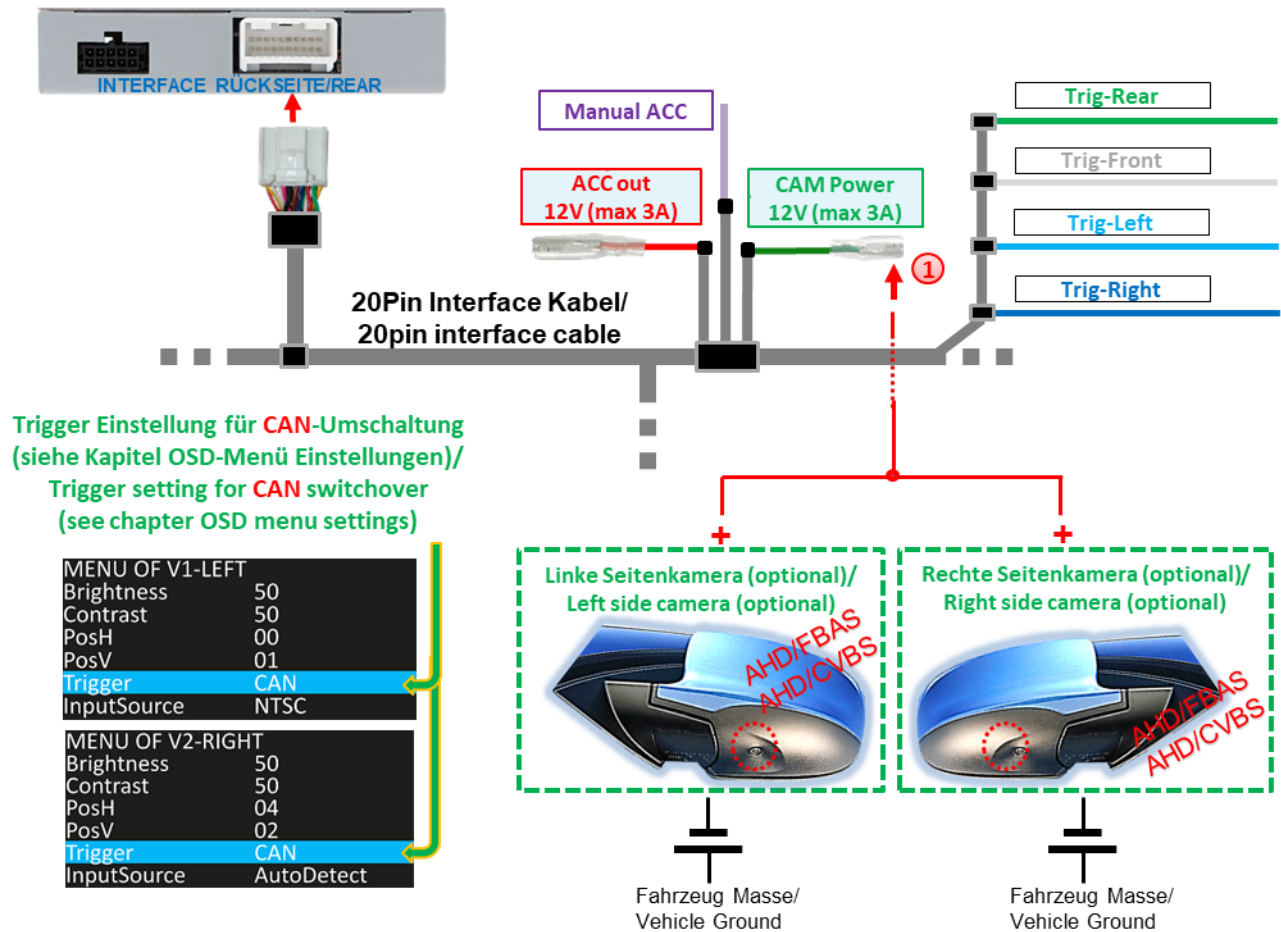 INTERFACE RÜCKSEITE/REAR
Manual ACC
ACC out
12V (max 3A)
CAM Power
12V (max 3A)
Trig-Rear
Trig-Front
Trig-Left
Trig-Right
1
20Pin Interface Kabel/
20pin interface cable
Trigger Einstellung für CAN-Umschaltung
(siehe Kapitel OSD-Menü Einstellungen)/
Trigger setting for CAN switchover
(see chapter OSD menu settings)
MENU OF V1-LEFT
Brightness 50
Contrast 50
PosH 00
PosV 01
Trigger CAN
InputSource NTSC
MENU OF V2-RIGHT
Brightness 50
Contrast 50
PosH 04
PosV 02
Trigger CAN
InputSource AutoDetect
+
+
Linke Seitenkamera (optional)/
Left side camera (optional)
AHD/FBAS
AHD/CVBS
Rechte Seitenkamera (optional)/
Right side camera (optional)
AHD/FBAS
AHD/CVBS
Fahrzeug Masse/
Vehicle Ground
Fahrzeug Masse/
Vehicle Ground